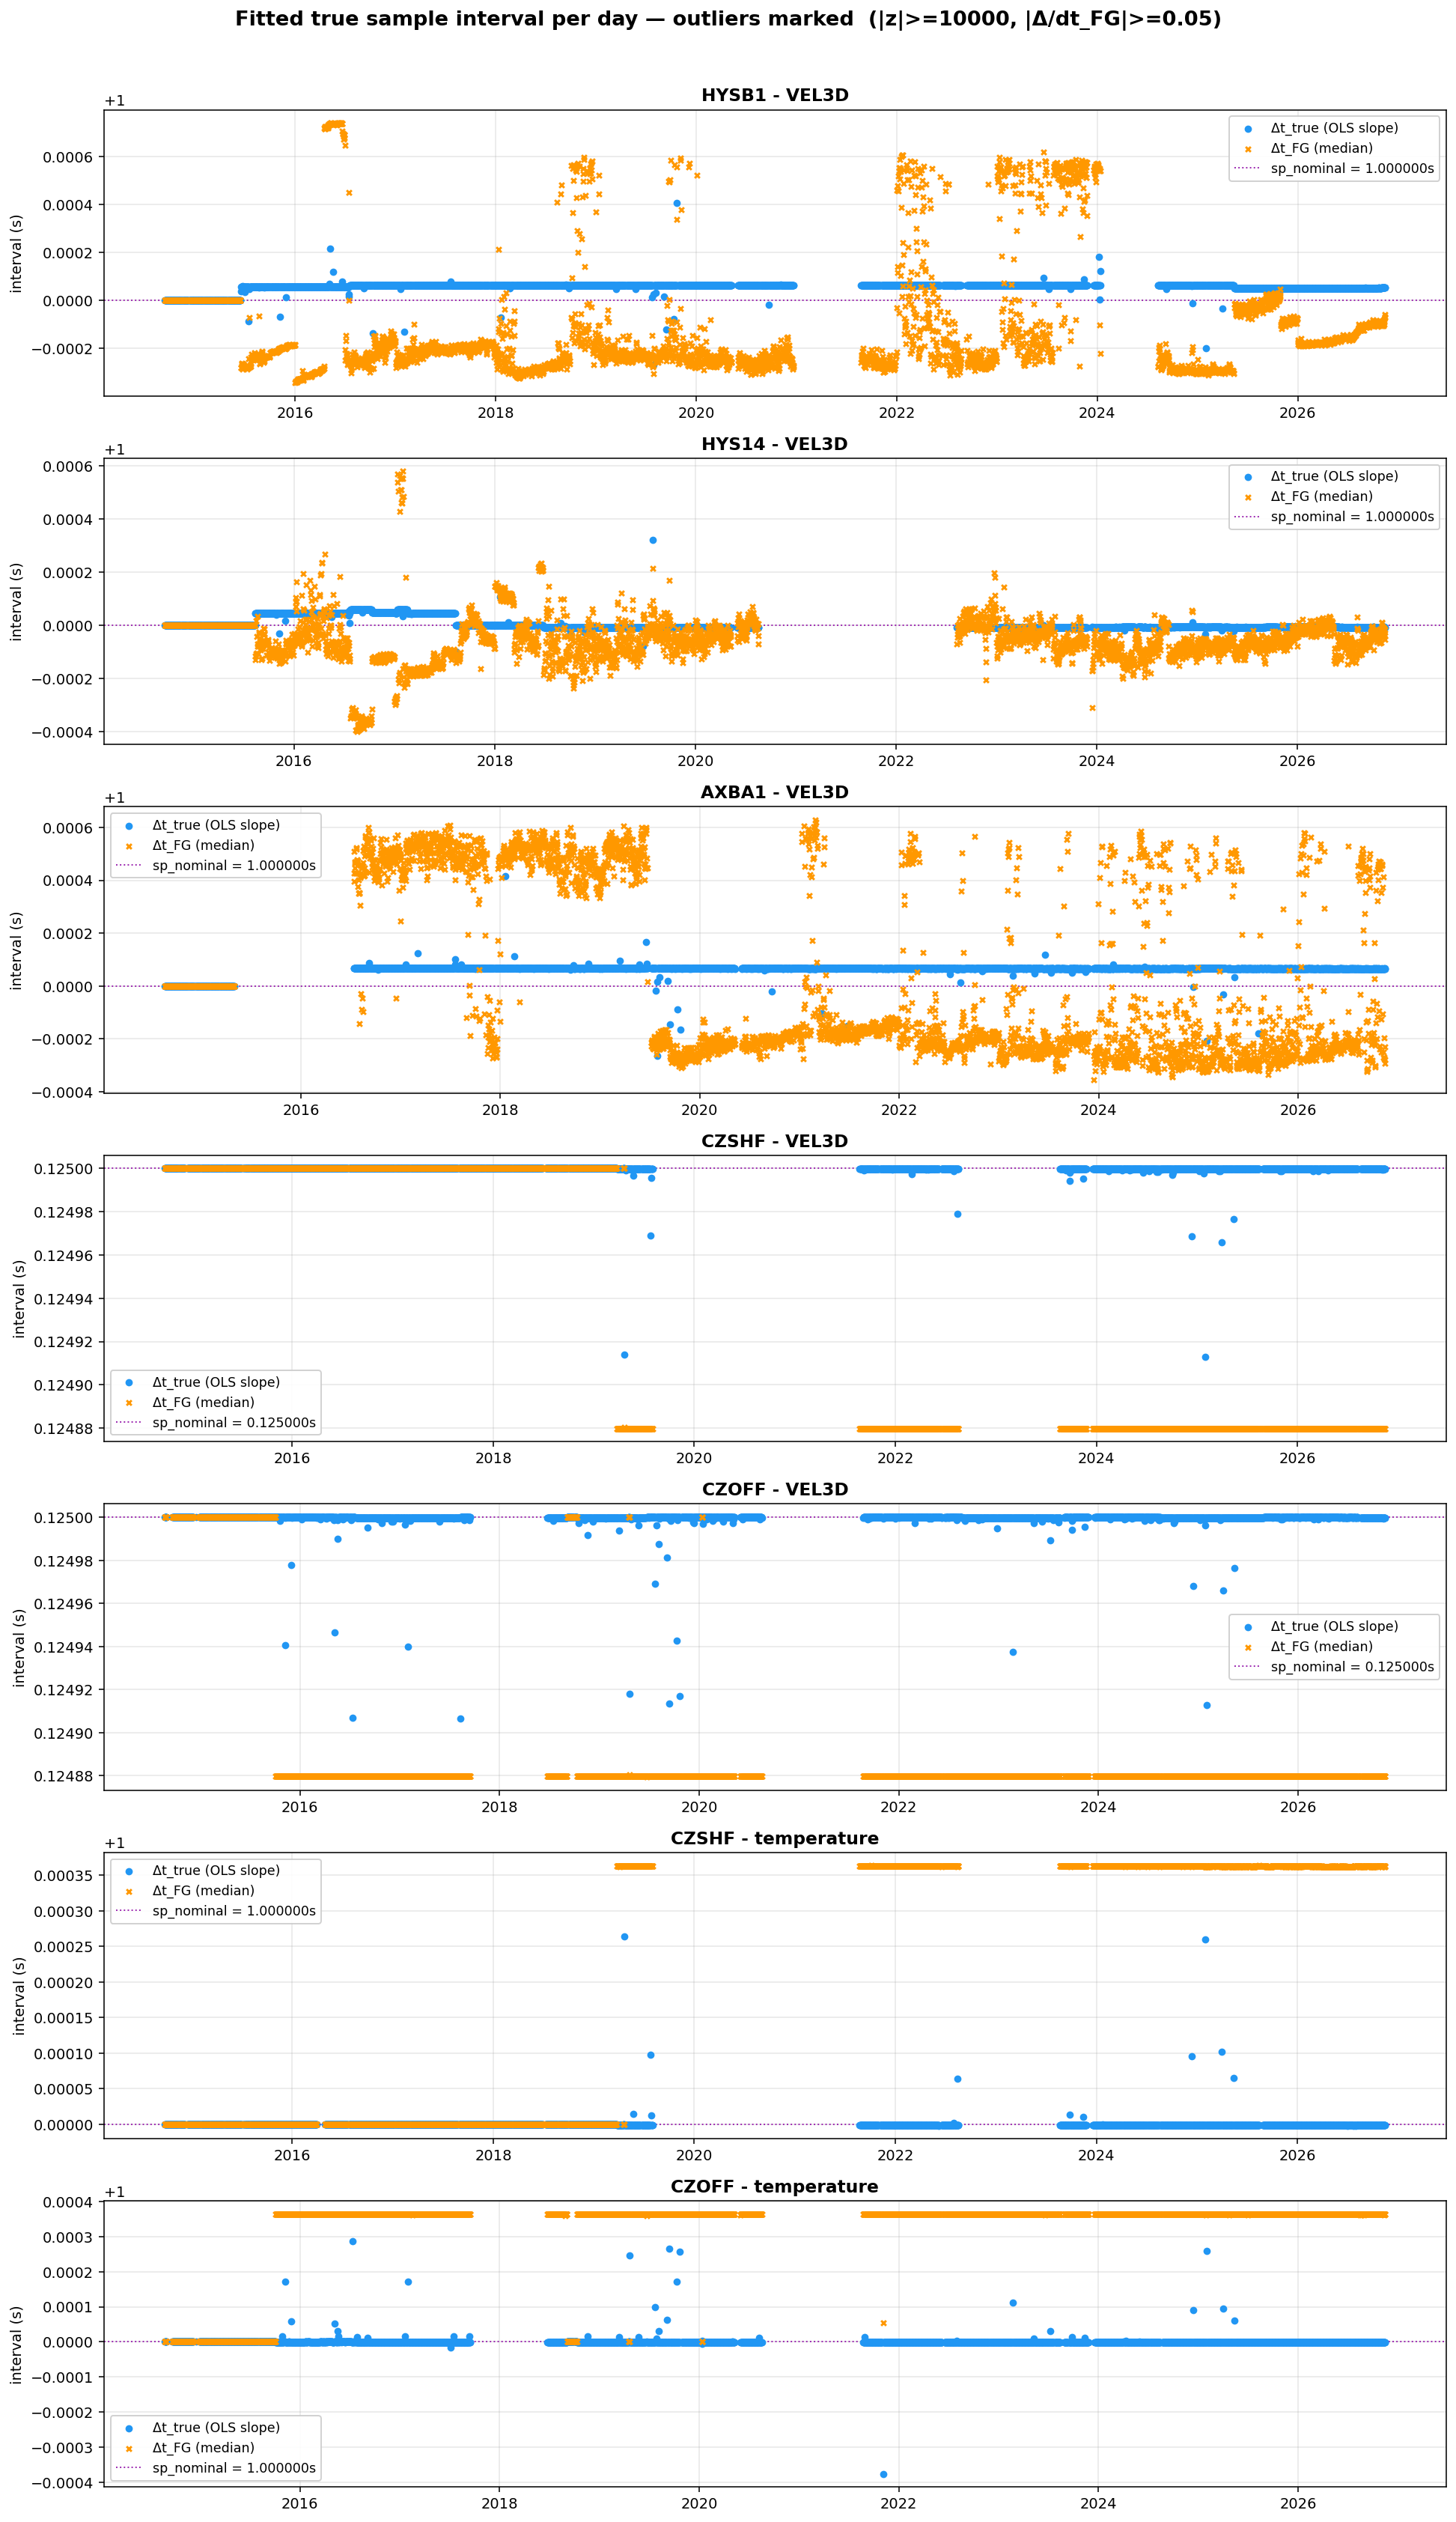 Fitted true sample interval per day — outliers marked  (|z|>=10000, |Δ/dt_FG|>=0.05)
HYSB1 - VEL3D
+1
0.0006
0.0004
0.0002
0.0000
−0.0002
interval (s)
Δt_true (OLS slope)
Δt_FG (median)
sp_nominal = 1.000000s
2016 2018 2020 2022 2024 2026
HYS14 - VEL3D
+1
0.0006
0.0004
0.0002
0.0000
−0.0002
−0.0004
interval (s)
Δt_true (OLS slope)
Δt_FG (median)
sp_nominal = 1.000000s
2016 2018 2020 2022 2024 2026
AXBA1 - VEL3D
+1
0.0006
0.0004
0.0002
0.0000
−0.0002
−0.0004
interval (s)
Δt_true (OLS slope)
Δt_FG (median)
sp_nominal = 1.000000s
2016 2018 2020 2022 2024 2026
CZSHF - VEL3D
0.12500
0.12498
0.12496
0.12494
0.12492
0.12490
0.12488
interval (s)
Δt_true (OLS slope)
Δt_FG (median)
sp_nominal = 0.125000s
2016 2018 2020 2022 2024 2026
CZOFF - VEL3D
0.12500
0.12498
0.12496
0.12494
0.12492
0.12490
0.12488
interval (s)
Δt_true (OLS slope)
Δt_FG (median)
sp_nominal = 0.125000s
2016 2018 2020 2022 2024 2026
CZSHF - temperature
+1
0.00035
0.00030
0.00025
0.00020
0.00015
0.00010
0.00005
0.00000
interval (s)
Δt_true (OLS slope)
Δt_FG (median)
sp_nominal = 1.000000s
2016 2018 2020 2022 2024 2026
CZOFF - temperature
+1
0.0004
0.0003
0.0002
0.0001
0.0000
−0.0001
−0.0002
−0.0003
−0.0004
interval (s)
Δt_true (OLS slope)
Δt_FG (median)
sp_nominal = 1.000000s
2016 2018 2020 2022 2024 2026